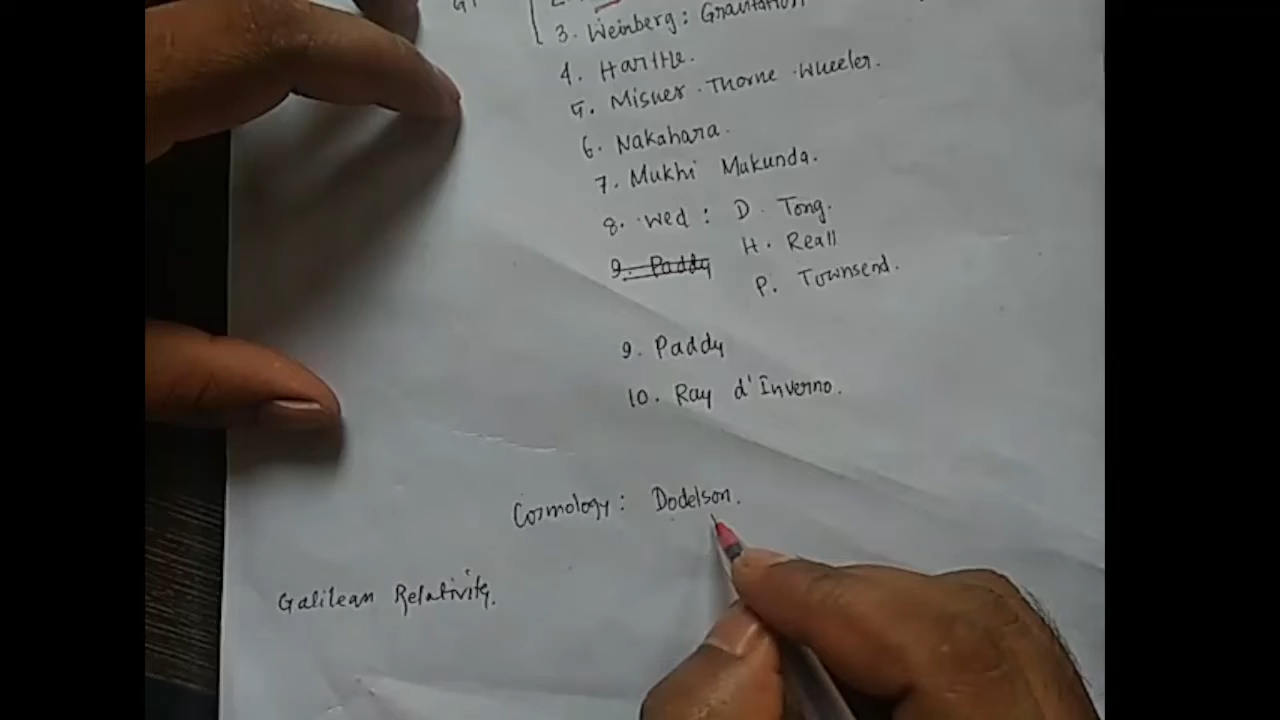 3. Weinberg: Gravitation
4. Hartle.
5. Misner. Thorne. Wheeler.
6. Nakahara.
7. Mukhi Mukunda.
8. Wed: D. Tong.
H. Reall
9. Paddy
P. Townsend.
9. Paddy
10. Ray d'Inverno.
Cosmology: Dodelson.
Galilean Relativity.